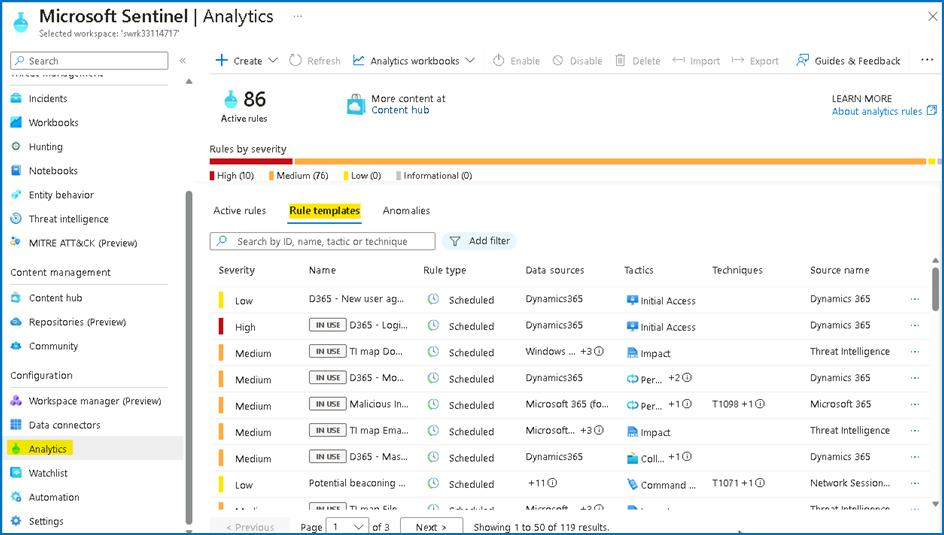 Microsoft Sentinel | Analytics ...
Selected workspace: 'swrk33114717'
Search
«
Incidents
Workbooks
Hunting
Notebooks
Entity behavior
Threat intelligence
MITRE ATT&CK (Preview)
Content management
Content hub
Repositories (Preview)
Community
Configuration
Workspace manager (Preview)
Data connectors
Analytics
Watchlist
Automation
Settings
+ Create Refresh Analytics workbooks Enable Disable Delete Import Export Guides & Feedback ...
86
Active rules
More content at
Content hub
LEARN MORE
About analytics rules
Rules by severity
High (10) Medium (76) Low (0) Informational (0)
Active rules Rule templates Anomalies
Search by ID, name, tactic or technique Add filter
Severity Name Rule type Data sources Tactics Techniques Source name
Low D365 - New user ag... Scheduled Dynamics365 Initial Access Dynamics 365 ...
High IN USE D365 - Logi... Scheduled Dynamics365 Initial Access Dynamics 365 ...
Medium IN USE TI map Do... Scheduled Windows ... +3 Impact Threat Intelligence ...
Medium IN USE D365 - Mo... Scheduled Dynamics365 Per... +2 Dynamics 365 ...
Medium IN USE Malicious In... Scheduled Microsoft 365 (fo... Per... +1 T1098 +1 Microsoft 365 ...
Medium IN USE TI map Ema... Scheduled Microsoft... +3 Impact Threat Intelligence ...
Medium IN USE D365 - Mas... Scheduled Dynamics365 Coll... +1 Dynamics 365 ...
Low Potential beaconing ... Scheduled +11 Command ... T1071 +1 Network Session... ...
< Previous Page 1 of 3 Next > Showing 1 to 50 of 119 results.